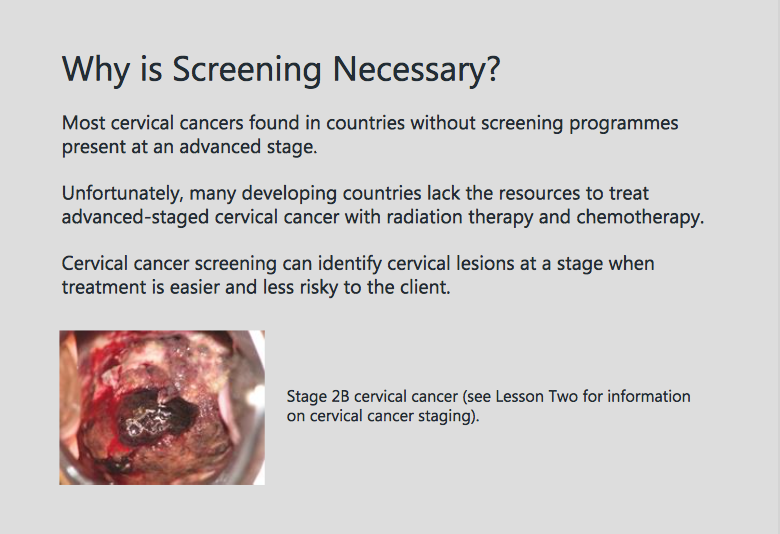 Why is Screening Necessary?
Most cervical cancers found in countries without screening programmes
present at an advanced stage.
Unfortunately, many developing countries lack the resources to treat
advanced-staged cervical cancer with radiation therapy and chemotherapy.
Cervical cancer screening can identify cervical lesions at a stage when
treatment is easier and less risky to the client.
Stage 2B cervical cancer (see Lesson Two for information
on cervical cancer staging).